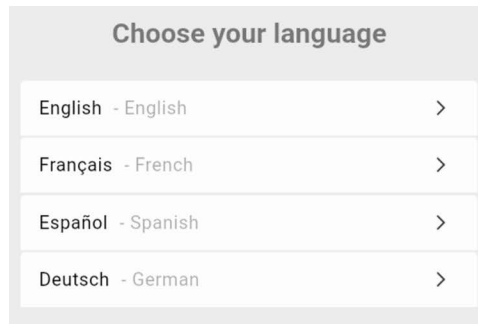 Choose your language
English - English
Français - French
Español - Spanish
Deutsch - German